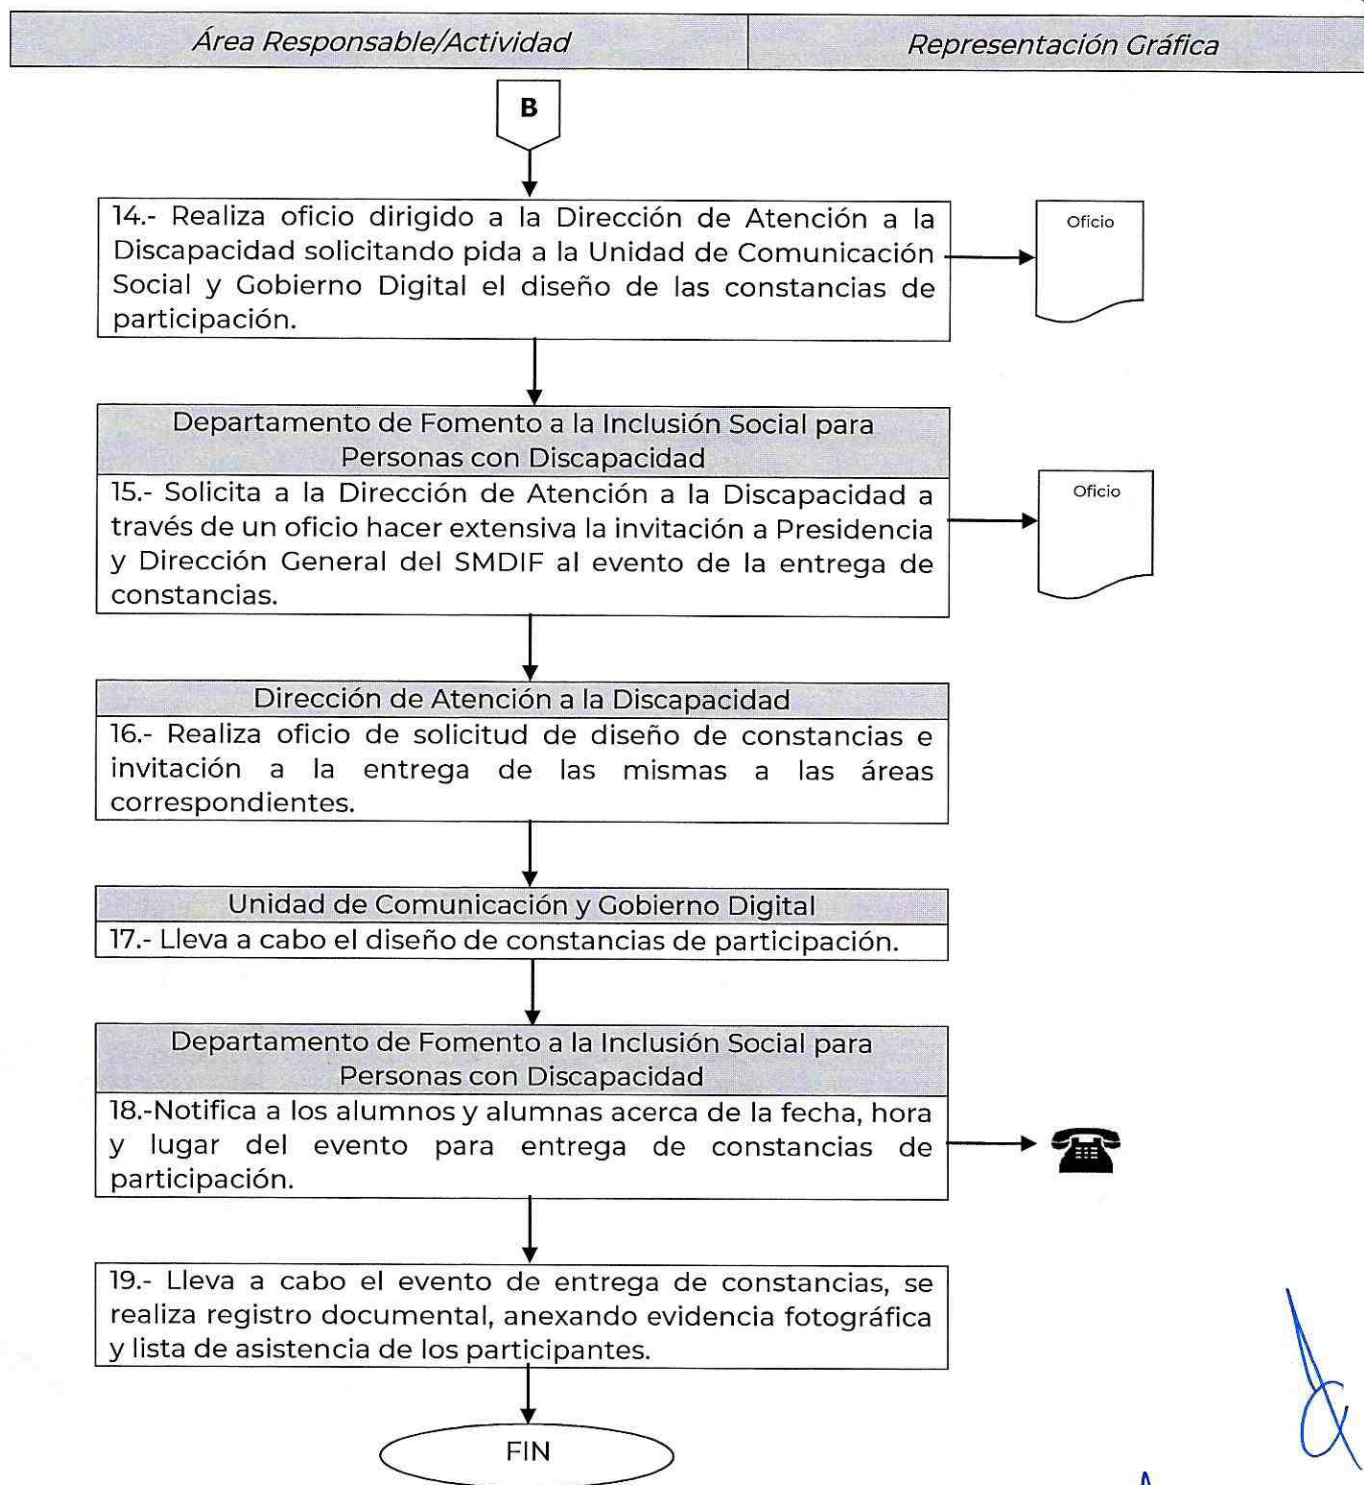 Área Responsable/Actividad
Representación Gráfica
B
14.- Realiza oficio dirigido a la Dirección de Atención a la
Discapacidad solicitando pida a la Unidad de Comunicación
Social y Gobierno Digital el diseño de las constancias de
participación.
Oficio
Departamento de Fomento a la Inclusión Social para
Personas con Discapacidad
15.- Solicita a la Dirección de Atención a la Discapacidad a
través de un oficio hacer extensiva la invitación a Presidencia
y Dirección General del SMDIF al evento de la entrega de
constancias.
Oficio
Dirección de Atención a la Discapacidad
16.- Realiza oficio de solicitud de diseño de constancias e
invitación a la entrega de las mismas a las áreas
correspondientes.
Unidad de Comunicación y Gobierno Digital
17.- Lleva a cabo el diseño de constancias de participación.
Departamento de Fomento a la Inclusión Social para
Personas con Discapacidad
18.-Notifica a los alumnos y alumnas acerca de la fecha, hora
y lugar del evento para entrega de constancias de
participación.
19.- Lleva a cabo el evento de entrega de constancias, se
realiza registro documental, anexando evidencia fotográfica
y lista de asistencia de los participantes.
FIN